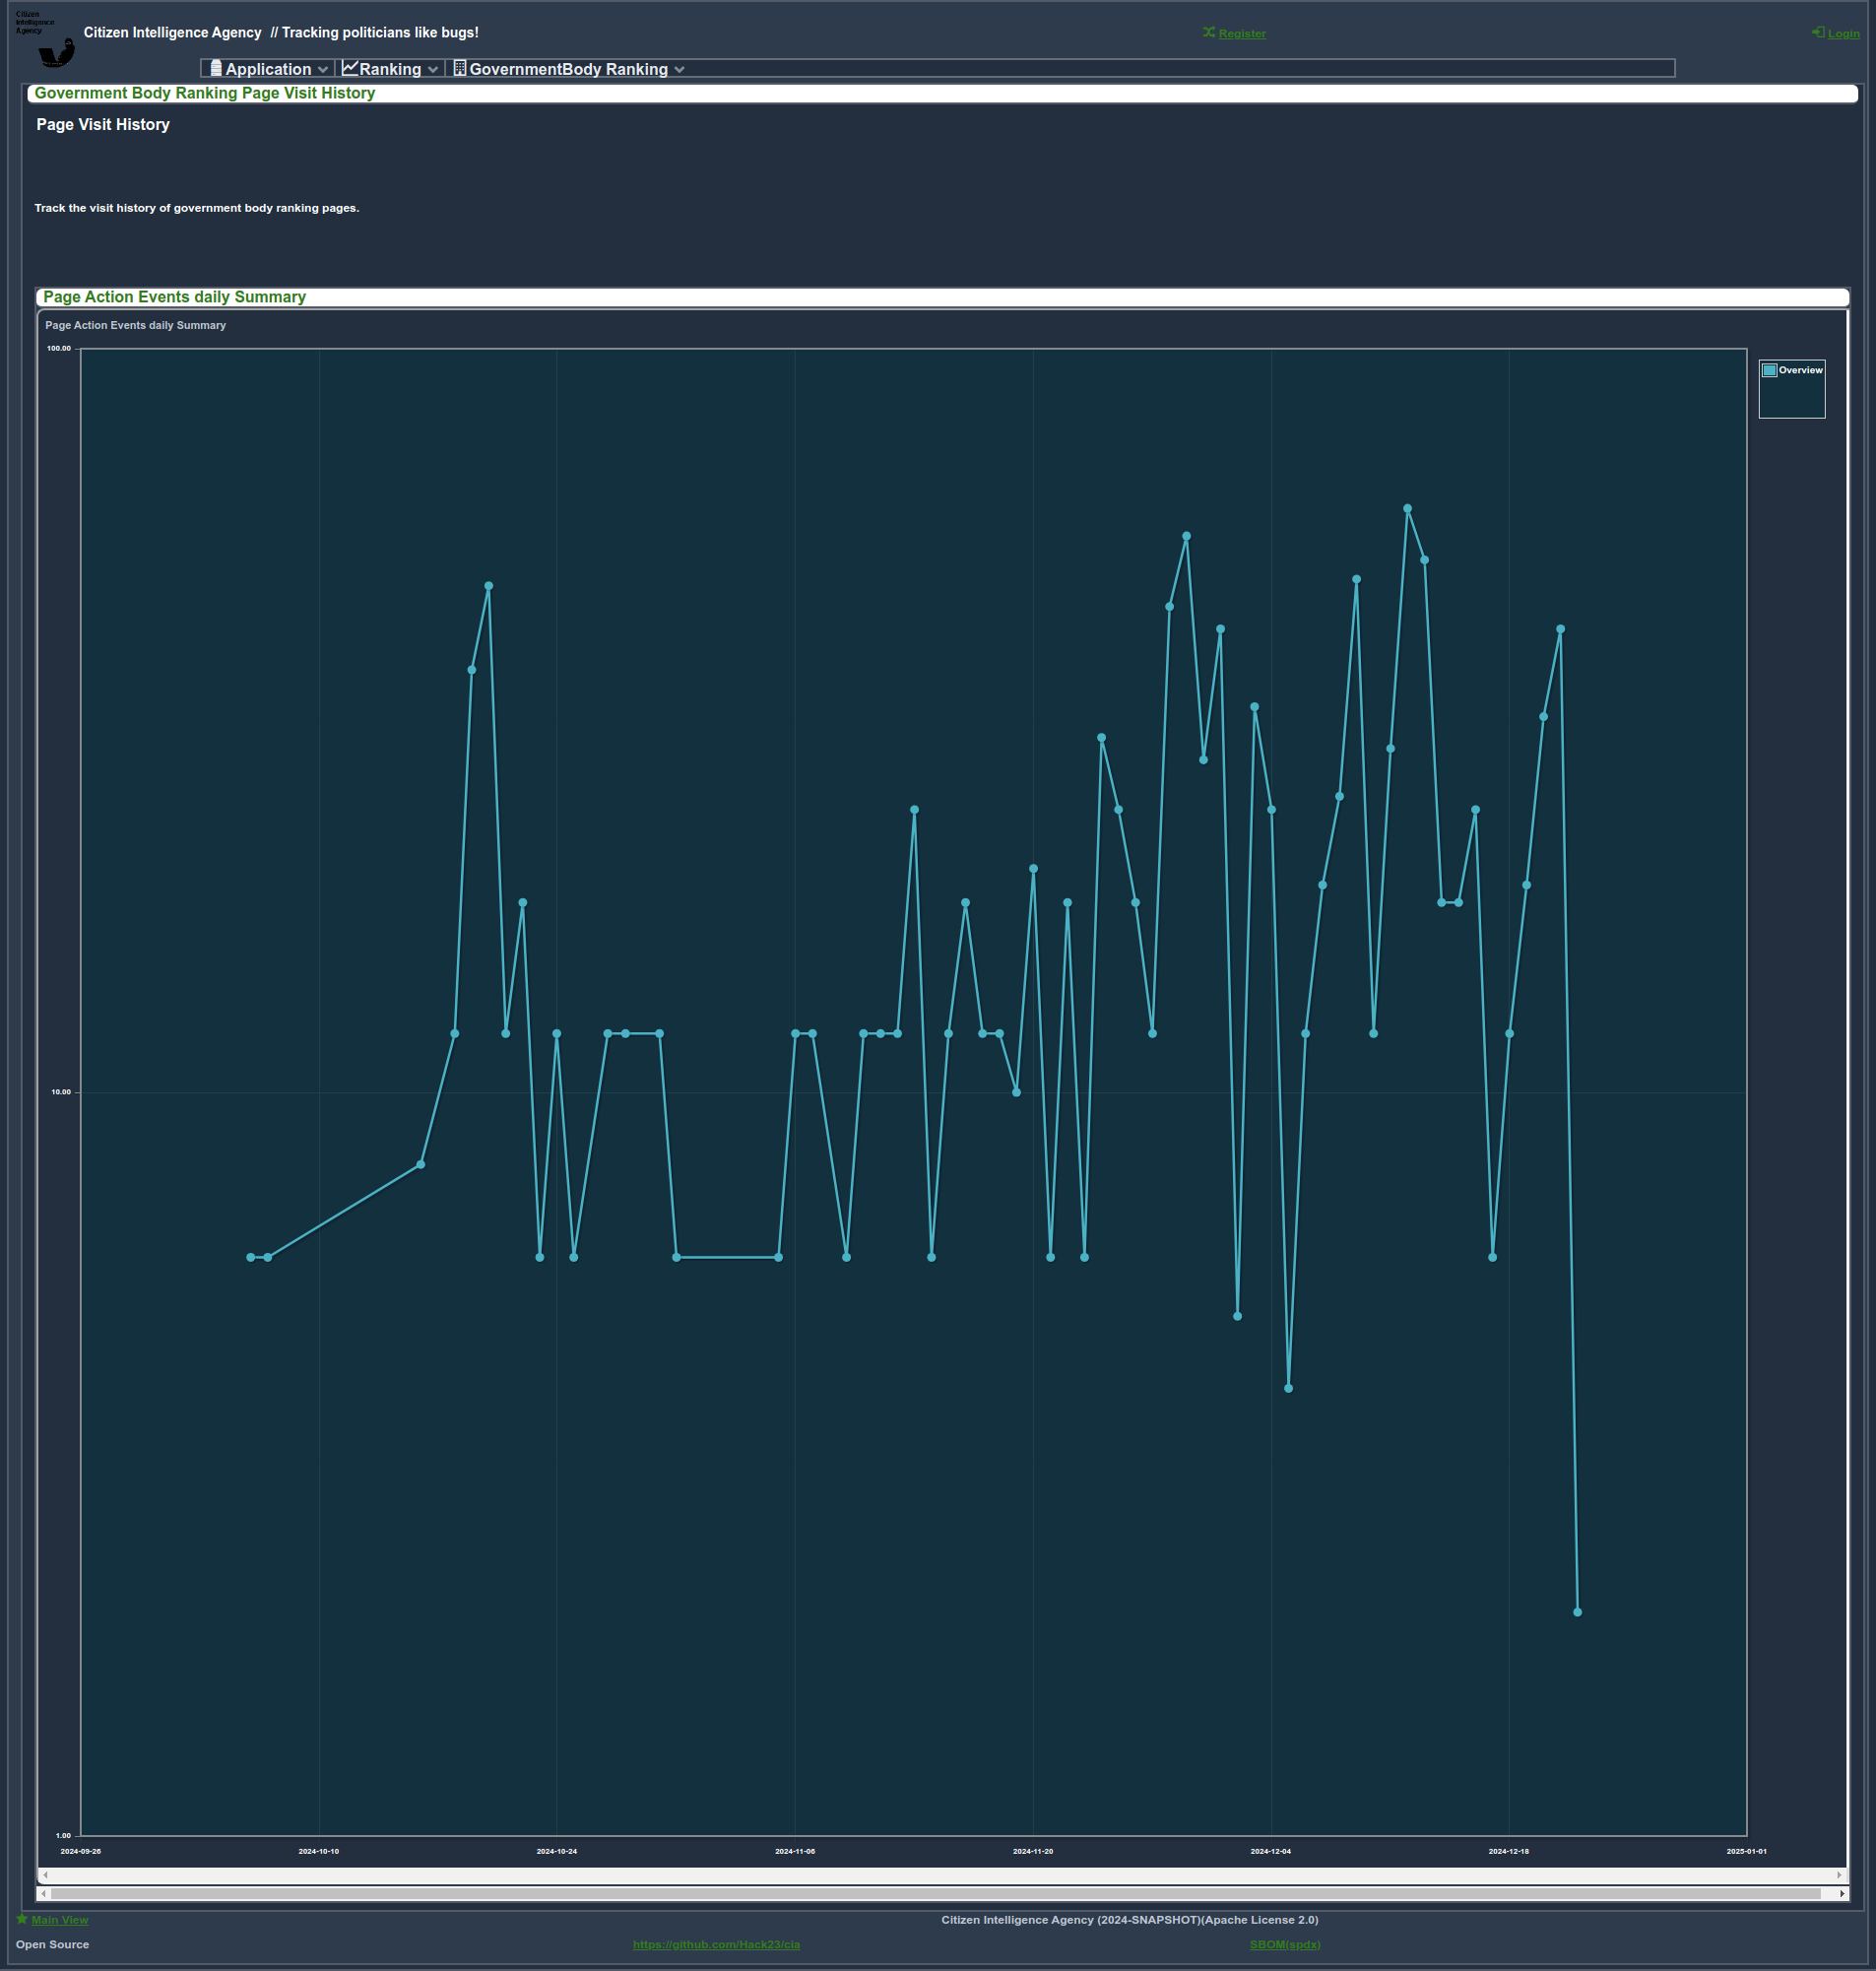 Citizen
Intelligence
Agency
Citizen Intelligence Agency // Tracking politicians like bugs!
Register
Login
Application
Ranking
GovernmentBody Ranking
Government Body Ranking Page Visit History
Page Visit History
Track the visit history of government body ranking pages.
Page Action Events daily Summary
Page Action Events daily Summary
100.00
Overview
10.00
1.00
2024-09-26
2024-10-10
2024-10-24
2024-11-06
2024-11-20
2024-12-04
2024-12-18
2025-01-01
Main View
Citizen Intelligence Agency (2024-SNAPSHOT)(Apache License 2.0)
Open Source
https://github.com/Hack23/cia
SBOM(spdx)